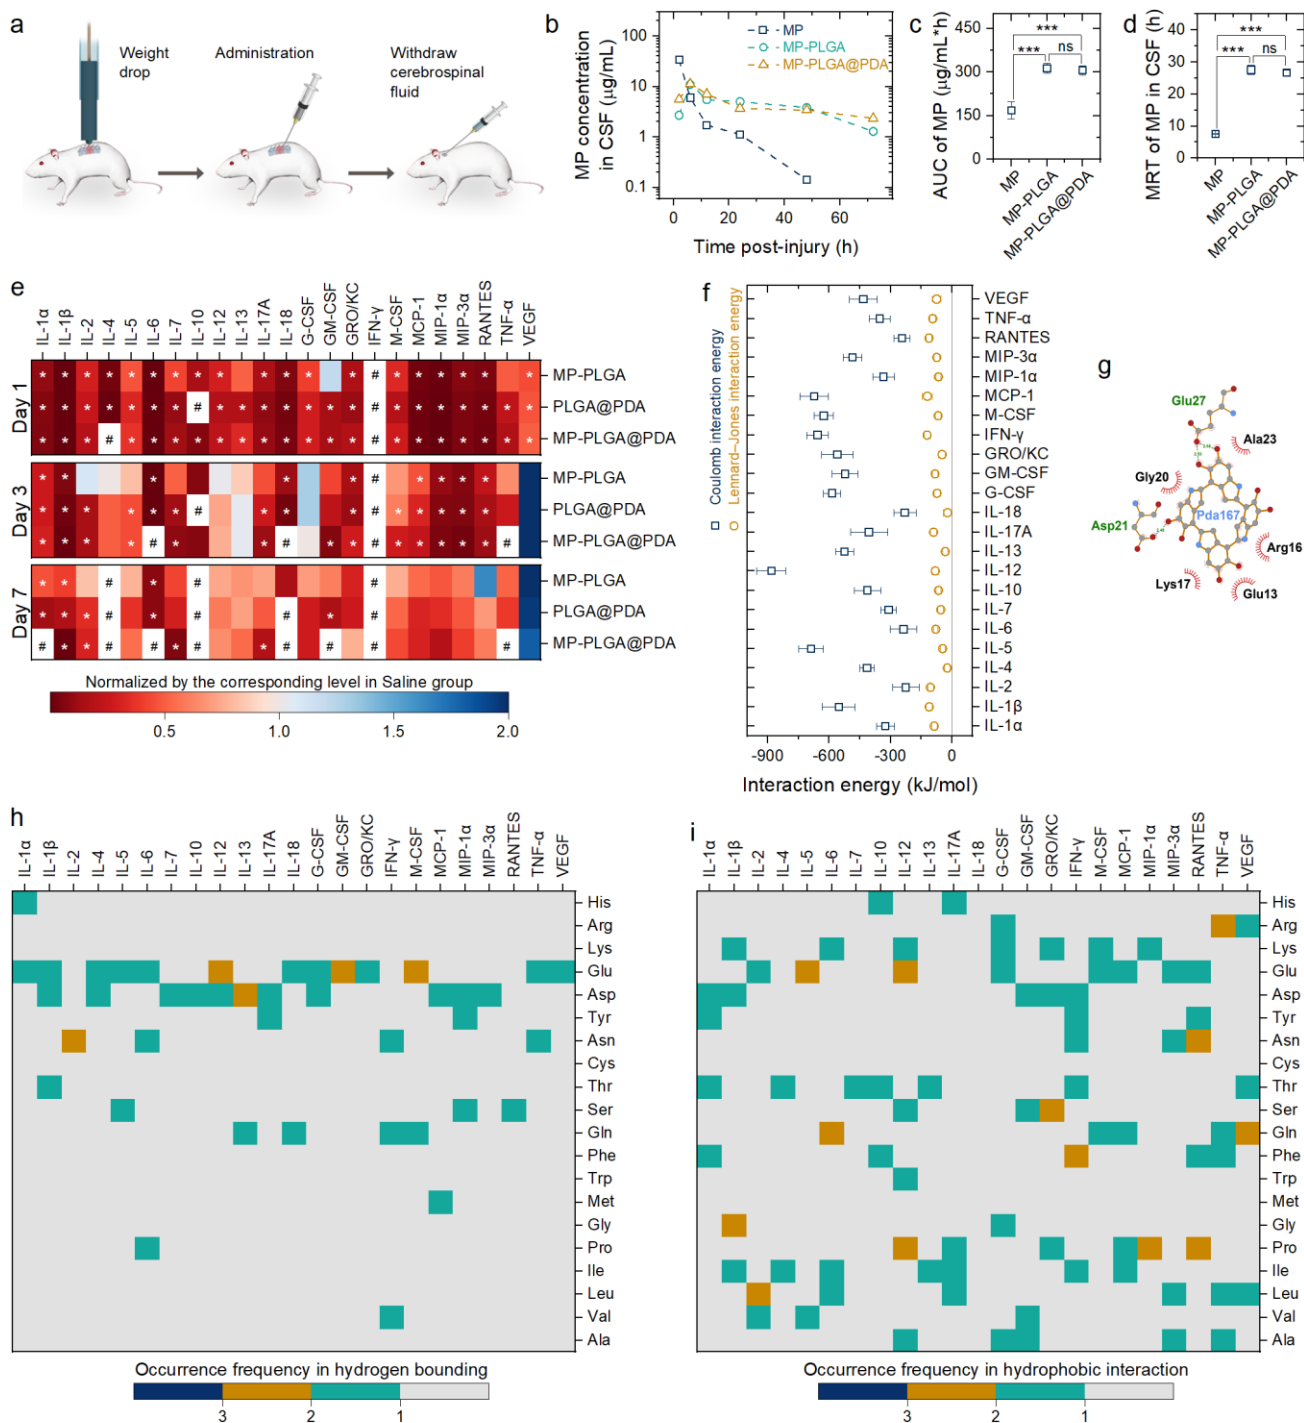 a
Weight
drop
Administration
Withdraw
cerebrospinal
fluid
b
MP concentration
in CSF (μg/mL)
100
10
1
0.1
MP
MP-PLGA
MP-PLGA@PDA
0 20 40 60
Time post-injury (h)
c
AUC of MP (μg/mL*h)
450
300
150
0
***
*** ns
MP
MP-PLGA
MP-PLGA@PDA
d
MRT of MP in CSF (h)
40
30
20
10
0
***
*** ns
MP
MP-PLGA
MP-PLGA@PDA
e
IL-1α IL-1β IL-2 IL-4 IL-5 IL-6 IL-7 IL-10 IL-12 IL-13 IL-17A IL-18 G-CSF GM-CSF GRO/KC IFN-γ M-CSF MCP-1 MIP-1α MIP-3α RANTES TNF-α VEGF
Day 1
MP-PLGA
PLGA@PDA
MP-PLGA@PDA
Day 3
MP-PLGA
PLGA@PDA
MP-PLGA@PDA
Day 7
MP-PLGA
PLGA@PDA
MP-PLGA@PDA
Normalized by the corresponding level in Saline group
0.5 1.0 1.5 2.0
f
Coulomb interaction energy
Lennard–Jones interaction energy
VEGF
TNF-α
RANTES
MIP-3α
MIP-1α
MCP-1
M-CSF
IFN-γ
GRO/KC
GM-CSF
G-CSF
IL-18
IL-17A
IL-13
IL-12
IL-10
IL-7
IL-6
IL-5
IL-4
IL-2
IL-1β
IL-1α
-900 -600 -300 0
Interaction energy (kJ/mol)
g
Glu27
Ala23
Gly20
Pda167
Asp21
Arg16
Lys17
Glu13
h
IL-1α IL-1β IL-2 IL-4 IL-5 IL-6 IL-7 IL-10 IL-12 IL-13 IL-17A IL-18 G-CSF GM-CSF GRO/KC IFN-γ M-CSF MCP-1 MIP-1α MIP-3α RANTES TNF-α VEGF
His
Arg
Lys
Glu
Asp
Tyr
Asn
Cys
Thr
Ser
Gln
Phe
Trp
Met
Gly
Pro
Ile
Leu
Val
Ala
Occurrence frequency in hydrogen bounding
3 2 1
i
IL-1α IL-1β IL-2 IL-4 IL-5 IL-6 IL-7 IL-10 IL-12 IL-13 IL-17A IL-18 G-CSF GM-CSF GRO/KC IFN-γ M-CSF MCP-1 MIP-1α MIP-3α RANTES TNF-α VEGF
His
Arg
Lys
Glu
Asp
Tyr
Asn
Cys
Thr
Ser
Gln
Phe
Trp
Met
Gly
Pro
Ile
Leu
Val
Ala
Occurrence frequency in hydrophobic interaction
3 2 1